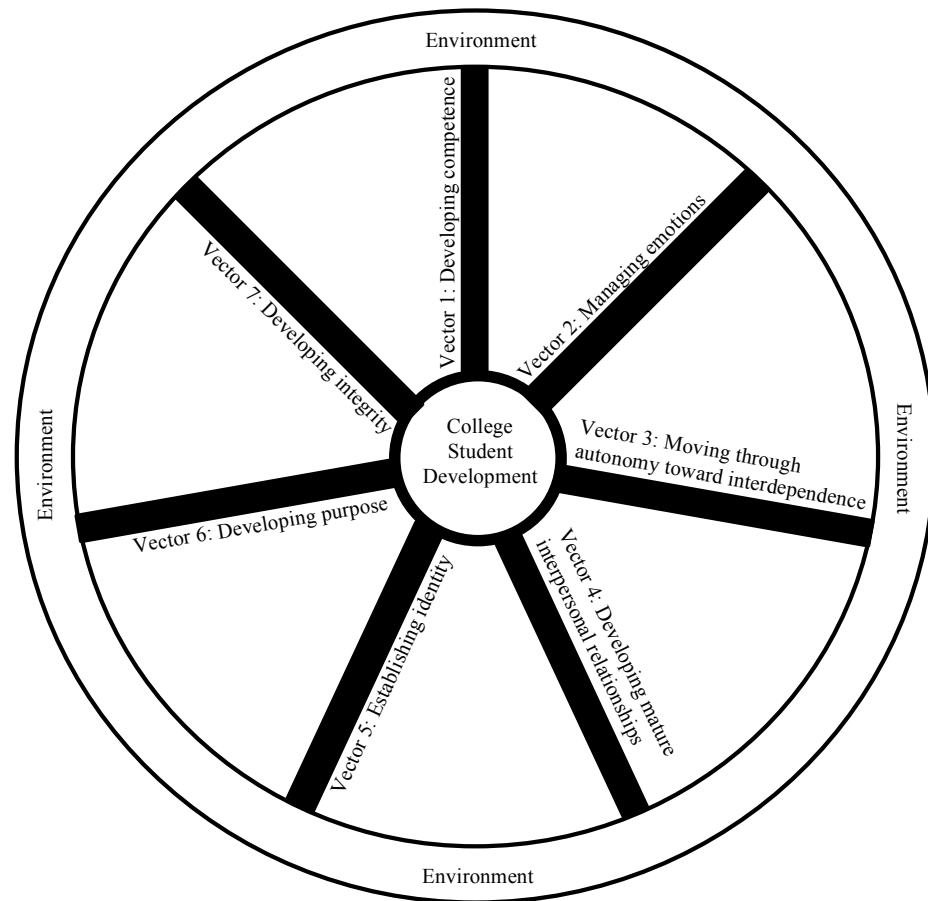 Environment
Vector 1: Developing competence
Vector 2: Managing emotions
Vector 3: Moving through
autonomy toward interdependence
Vector 4: Developing mature
interpersonal relationships
Vector 5: Establishing identity
Vector 6: Developing purpose
Vector 7: Developing integrity
College
Student
Development
Environment
Environment
Environment